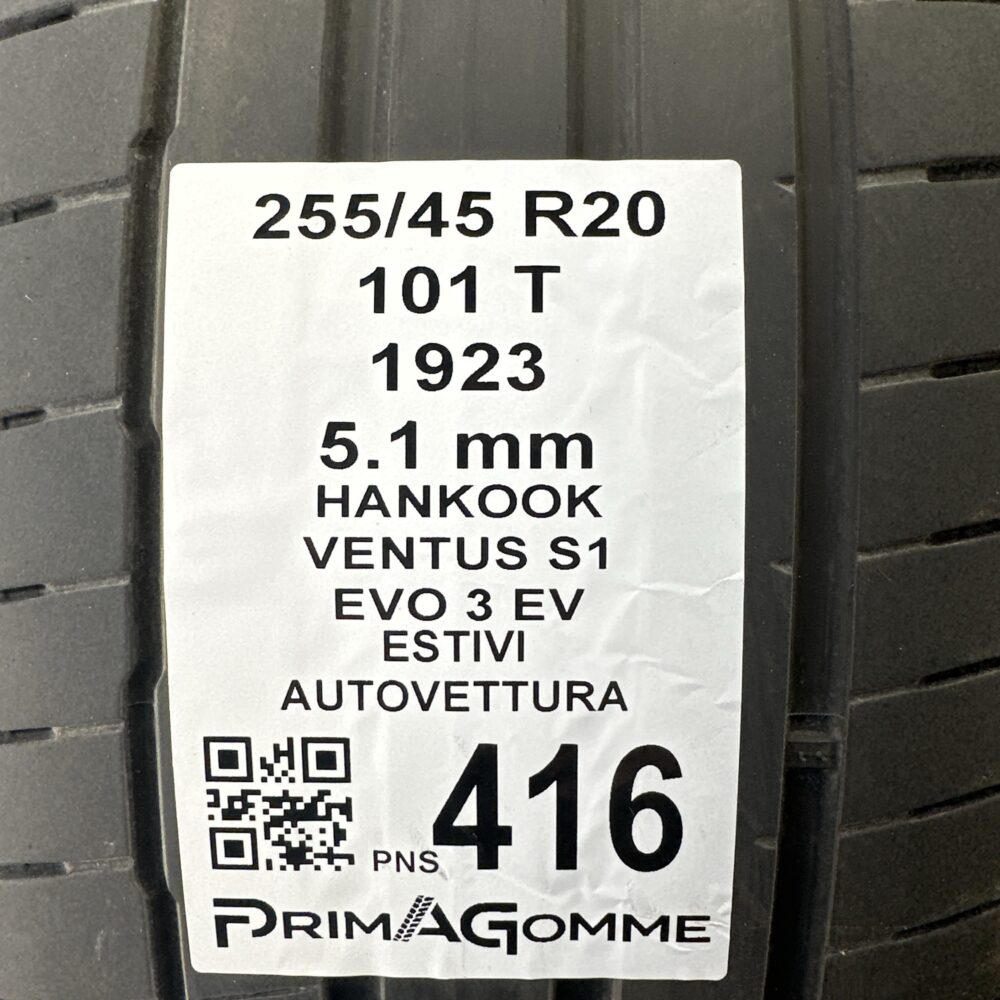 255/45 R20
101 T
1923
5.1 mm
HANKOOK
VENTUS S1
EVO 3 EV
ESTIVI
AUTOVETTURA
PNS 416
PRIMAGOMME